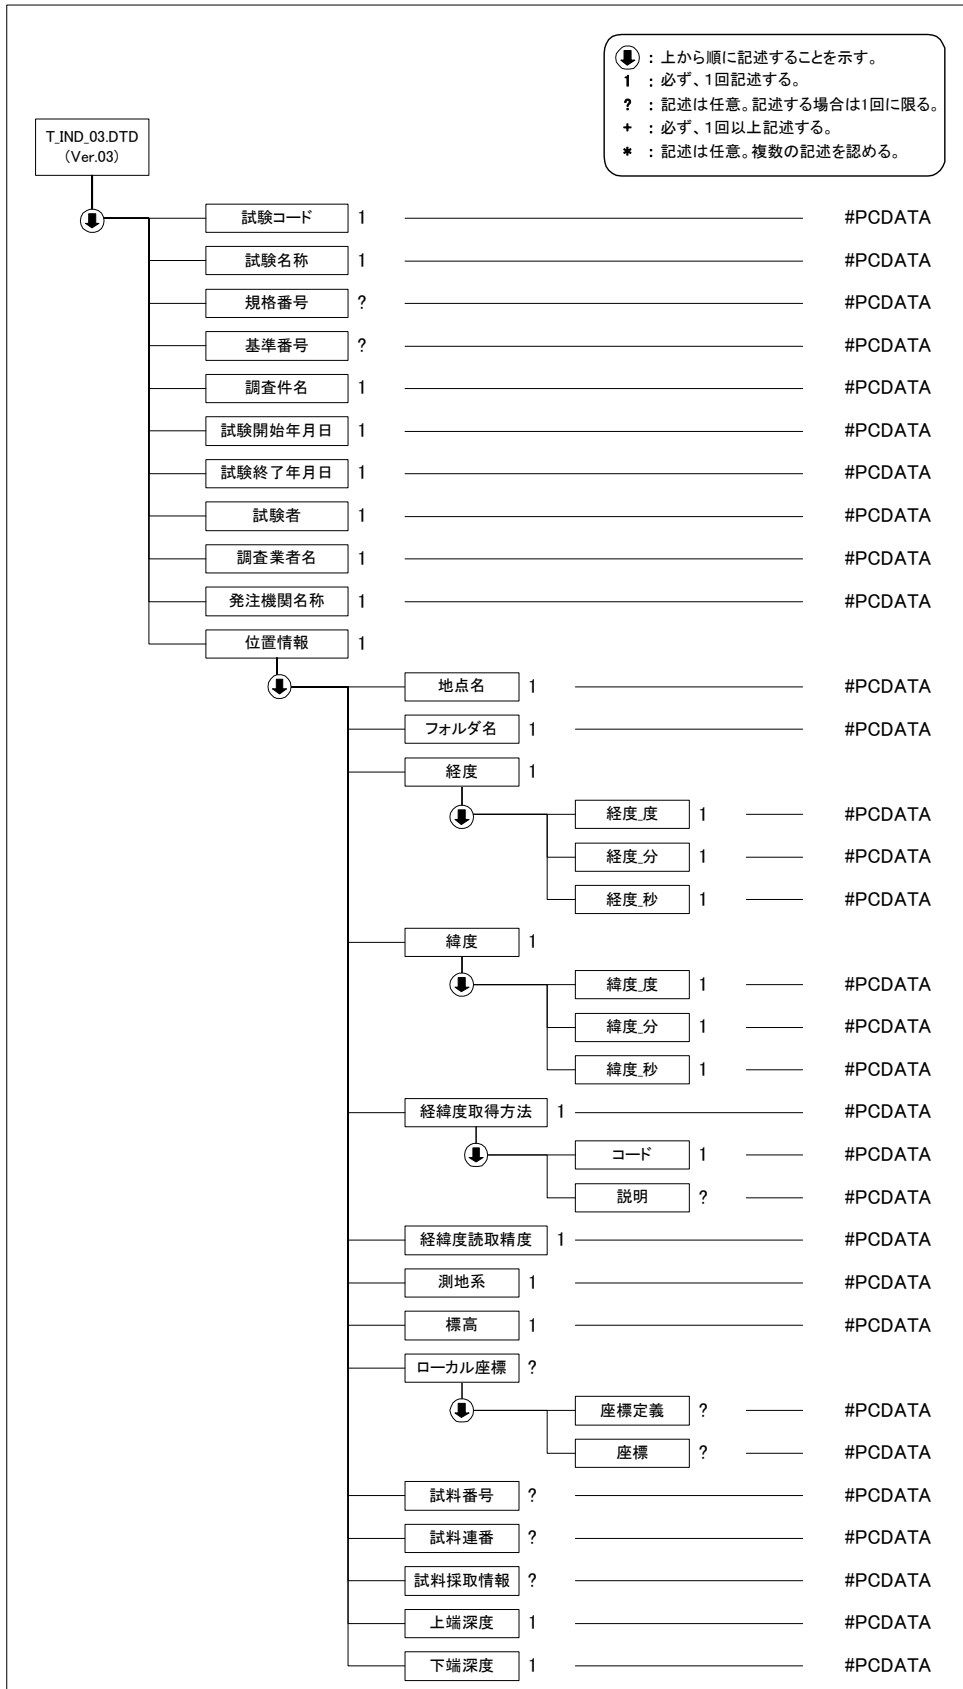 ： 上から順に記述することを示す。
1 ： 必ず、1回記述する。
? ： 記述は任意。記述する場合は1回に限る。
+ ： 必ず、1回以上記述する。
* ： 記述は任意。複数の記述を認める。
T_IND_03.DTD
(Ver.03)
試験コード 1 #PCDATA
試験名称 1 #PCDATA
規格番号 ? #PCDATA
基準番号 ? #PCDATA
調査件名 1 #PCDATA
試験開始年月日 1 #PCDATA
試験終了年月日 1 #PCDATA
試験者 1 #PCDATA
調査業者名 1 #PCDATA
発注機関名称 1 #PCDATA
位置情報 1
地点名 1 #PCDATA
フォルダ名 1 #PCDATA
経度 1
経度_度 1 #PCDATA
経度_分 1 #PCDATA
経度_秒 1 #PCDATA
緯度 1
緯度_度 1 #PCDATA
緯度_分 1 #PCDATA
緯度_秒 1 #PCDATA
経緯度取得方法 1 #PCDATA
コード 1 #PCDATA
説明 ? #PCDATA
経緯度読取精度 1 #PCDATA
測地系 1 #PCDATA
標高 1 #PCDATA
ローカル座標 ?
座標定義 ? #PCDATA
座標 ? #PCDATA
試料番号 ? #PCDATA
試料連番 ? #PCDATA
試料採取情報 ? #PCDATA
上端深度 1 #PCDATA
下端深度 1 #PCDATA